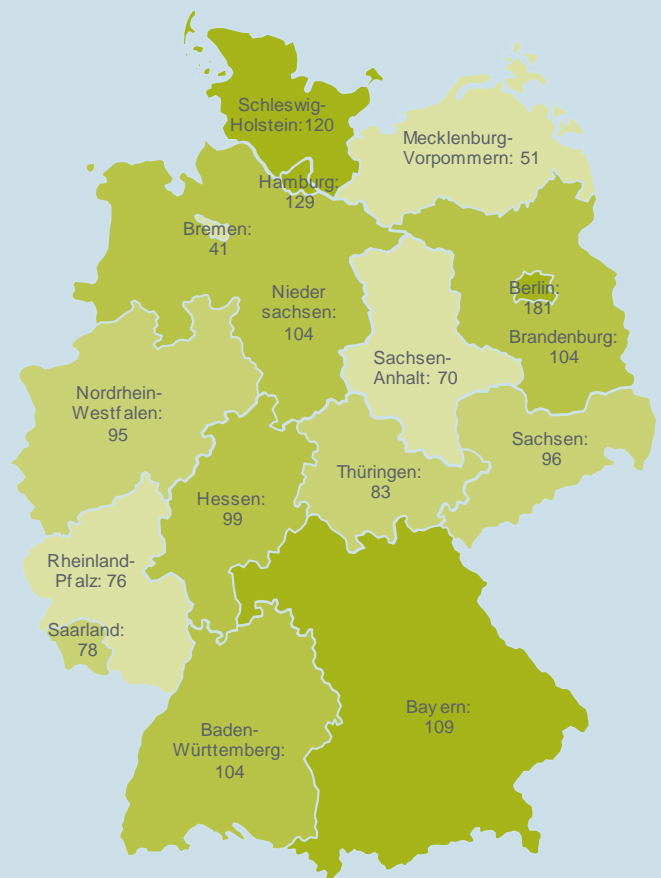 Schleswig-
Holstein:120
Mecklenburg-
Vorpommern: 51
Hamburg:
129
Bremen:
41
Nieder
sachsen:
104
Berlin:
181
Brandenburg:
104
Sachsen-
Anhalt: 70
Nordrhein-
Westfalen:
95
Sachsen:
96
Thüringen:
83
Hessen:
99
Rheinland-
Pfalz: 76
Saarland:
78
Bayern:
109
Baden-
Württemberg:
104